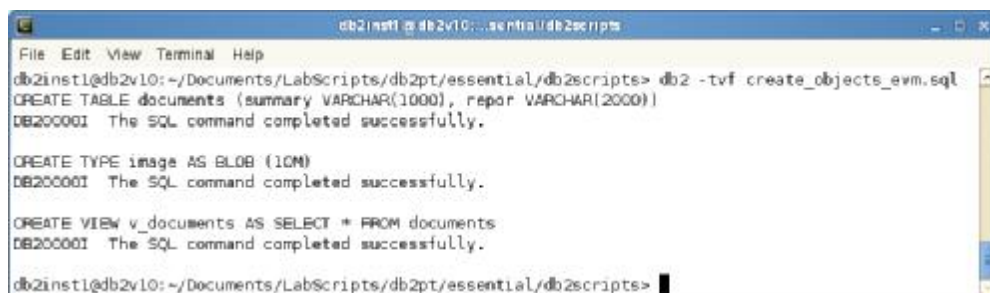 db2inst1@db2v10:...sential/db2scripts
File Edit View Terminal Help
db2inst1@db2v10:~/Documents/LabScripts/db2pt/essential/db2scripts> db2 -tvf create_objects_evm.sql
CREATE TABLE documents (summary VARCHAR(1000), repor VARCHAR(2000))
DB20000I The SQL command completed successfully.
CREATE TYPE image AS BLOB (10M)
DB20000I The SQL command completed successfully.
CREATE VIEW v_documents AS SELECT * FROM documents
DB20000I The SQL command completed successfully.
db2inst1@db2v10:~/Documents/LabScripts/db2pt/essential/db2scripts>